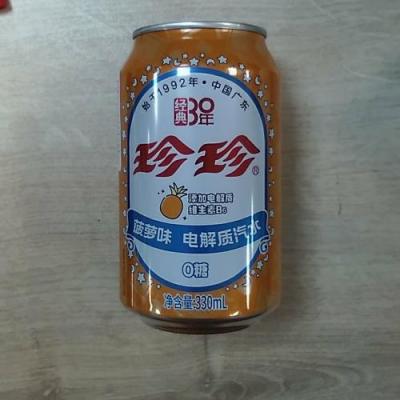 始于1992年·中国广东
经典30年
珍珍®
添加电解质
维生素B6
菠萝味 电解质汽水
0糖
净含量:330mL